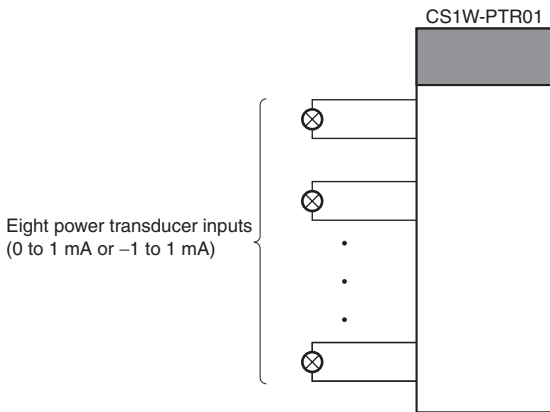 CS1W-PTR01
Eight power transducer inputs
(0 to 1 mA or −1 to 1 mA)